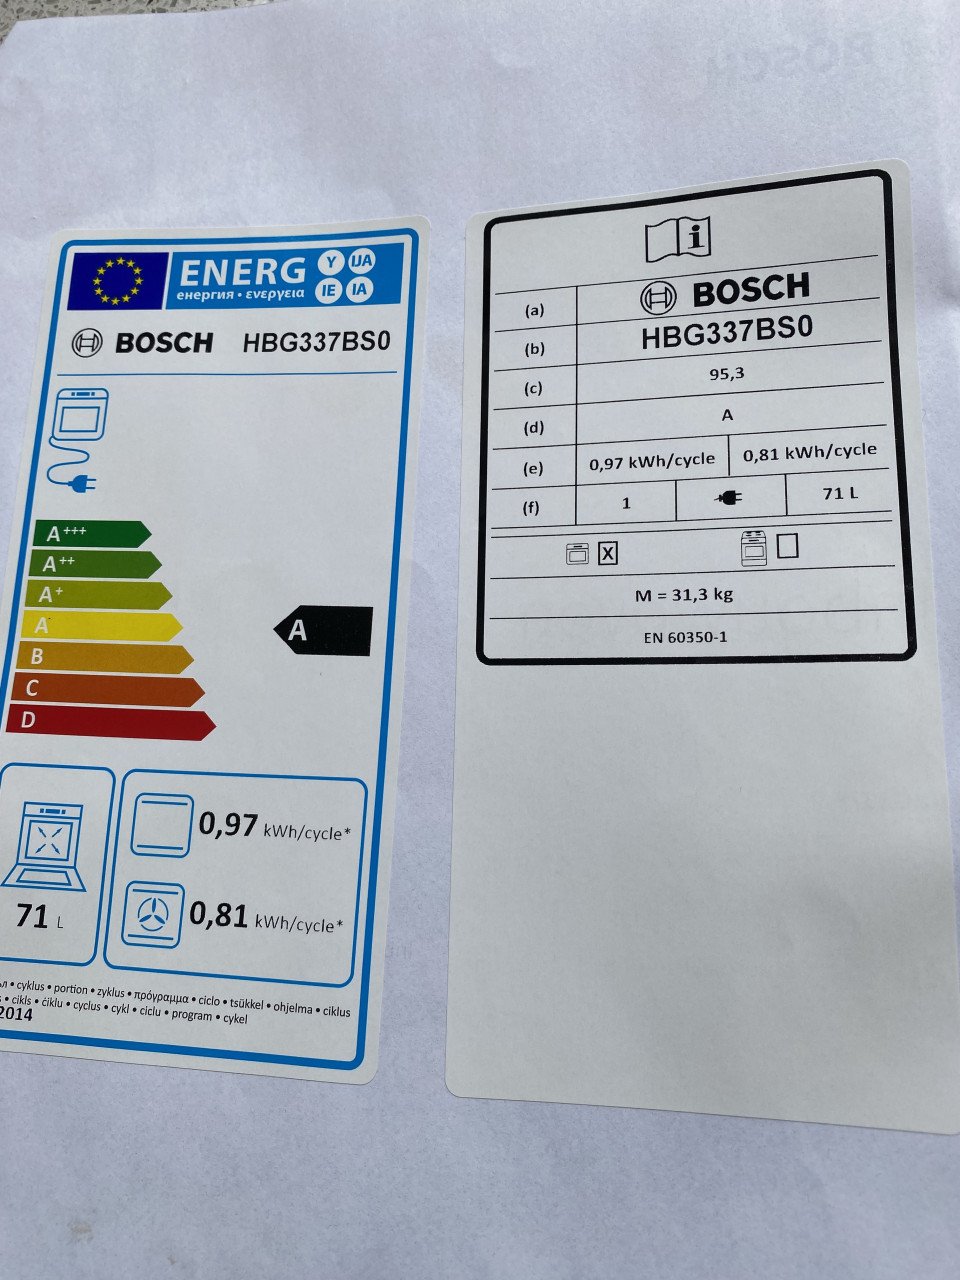 ENERG
енергия • ενεργεια
Y IJA
IE IA
BOSCH HBG337BS0
A+++
A++
A+
A
B
C
D
A
71 L
0,97 kWh/cycle*
0,81 kWh/cycle*
• cyklus • portion • zyklus • πρόγραμμα • ciclo • tsükkel • ohjelma • ciklus
• cikls • ċiklu • cyclus • cykl • ciclu • program • cykel
2014
i
(a) BOSCH
(b) HBG337BS0
(c) 95,3
(d) A
(e) 0,97 kWh/cycle 0,81 kWh/cycle
(f) 1 71 L
X
M = 31,3 kg
EN 60350-1